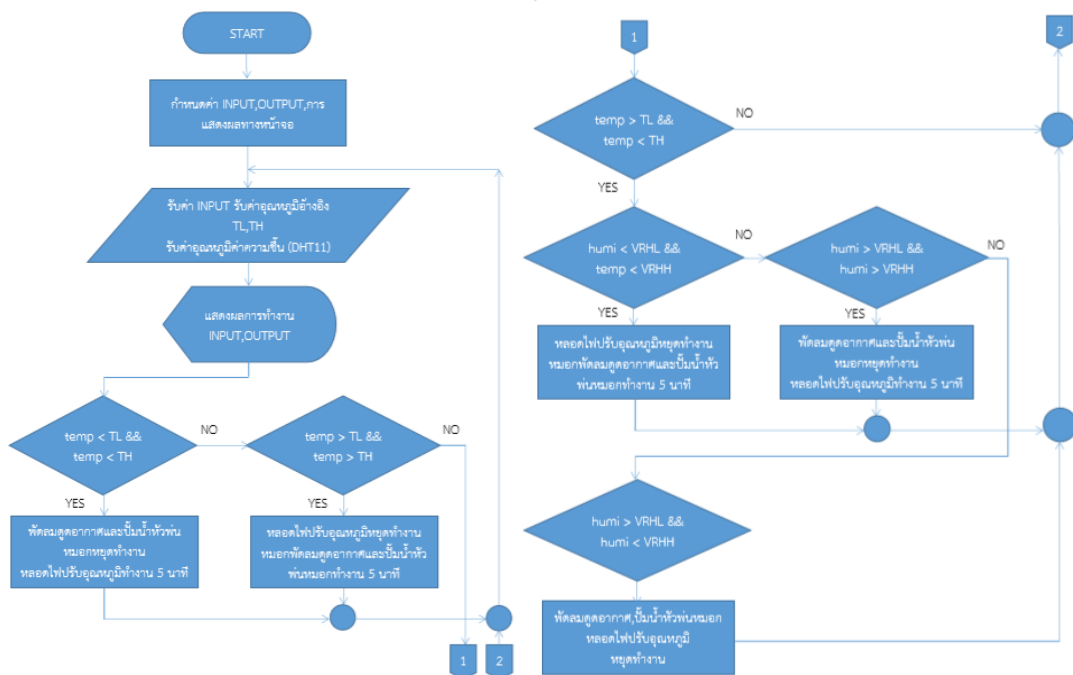 START
กำหนดค่า INPUT,OUTPUT,การ
แสดงผลทางหน้าจอ
รับค่า INPUT รับค่าอุณหภูมิอ้างอิง
TL,TH
รับค่าอุณหภูมิค่าความชื้น (DHT11)
แสดงผลการทำงาน
INPUT,OUTPUT
temp < TL &&
temp < TH
NO
YES
พัดลมดูดอากาศและปั๊มน้ำหัวพ่น
หมอกหยุดทำงาน
หลอดไฟปรับอุณหภูมิทำงาน 5 นาที
temp > TL &&
temp > TH
NO
YES
หลอดไฟปรับอุณหภูมิหยุดทำงาน
หมอกพัดลมดูดอากาศและปั๊มน้ำหัว
พ่นหมอกทำงาน 5 นาที
1
2
1
2
temp > TL &&
temp < TH
NO
YES
humi < VRHL &&
temp < VRHH
NO
YES
หลอดไฟปรับอุณหภูมิหยุดทำงาน
หมอกพัดลมดูดอากาศและปั๊มน้ำหัว
พ่นหมอกทำงาน 5 นาที
humi > VRHL &&
humi > VRHH
NO
YES
พัดลมดูดอากาศและปั๊มน้ำหัวพ่น
หมอกหยุดทำงาน
หลอดไฟปรับอุณหภูมิทำงาน 5 นาที
humi > VRHL &&
humi < VRHH
พัดลมดูดอากาศ,ปั๊มน้ำหัวพ่นหมอก
หลอดไฟปรับอุณหภูมิ
หยุดทำงาน